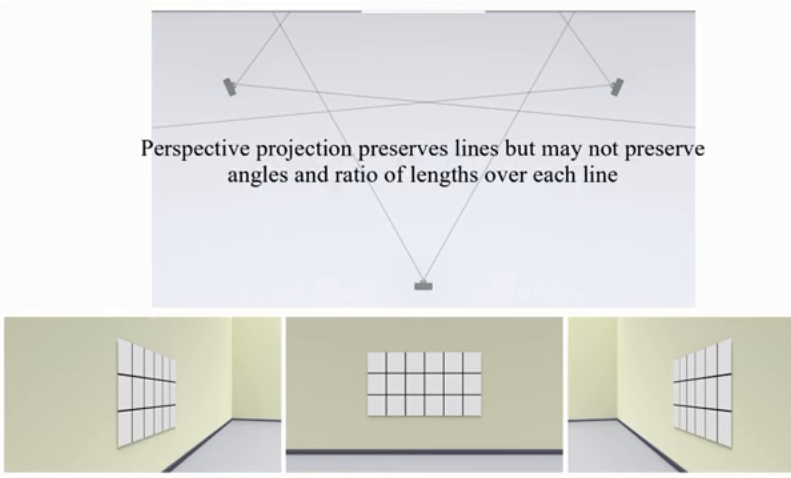 Perspective projection preserves lines but may not preserve
angles and ratio of lengths over each line